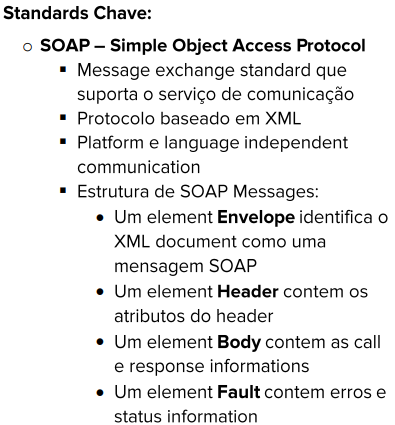 Standards Chave:
SOAP – Simple Object Access Protocol
Message exchange standard que
suporta o serviço de comunicação
Protocolo baseado em XML
Platform e language independent
communication
Estrutura de SOAP Messages:
Um element Envelope identifica o
XML document como uma
mensagem SOAP
Um element Header contem os
atributos do header
Um element Body contem as call
e response informations
Um element Fault contem erros e
status information